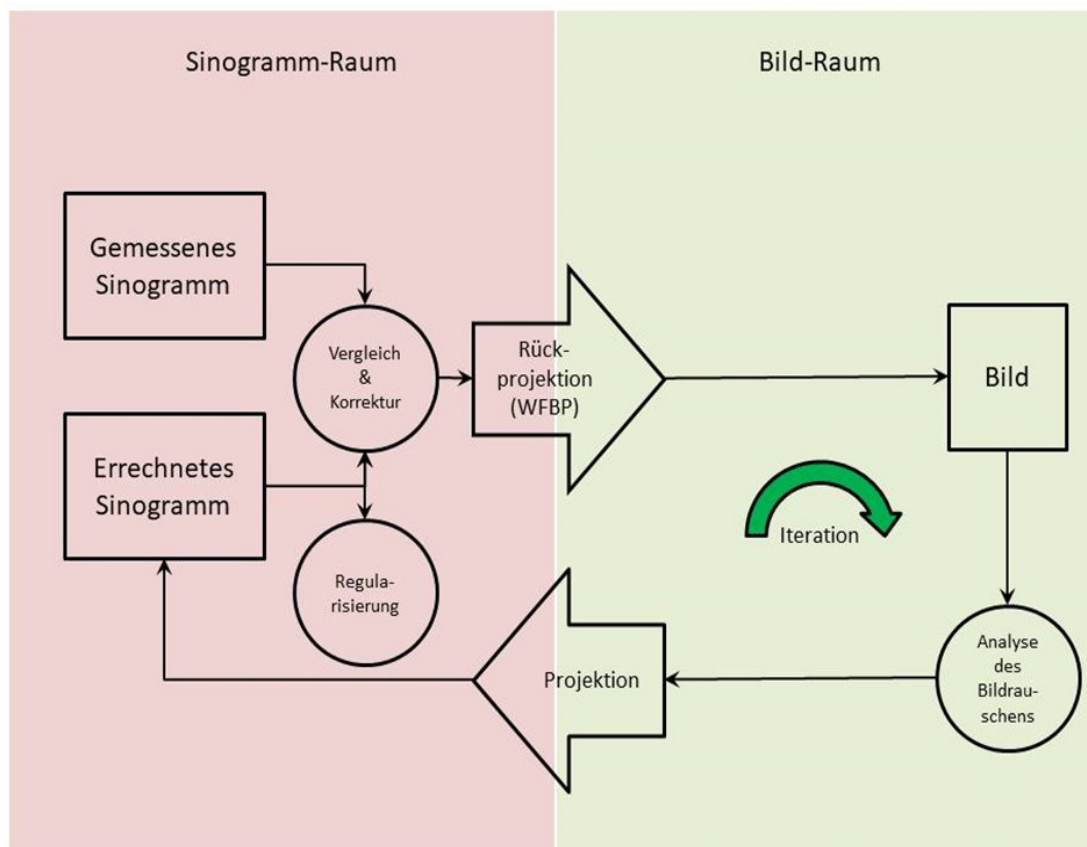 Sinogramm-Raum
Bild-Raum
Gemessenes
Sinogramm
Vergleich
&
Korrektur
Rück-
projektion
(WFBP)
Bild
Errechnetes
Sinogramm
Iteration
Regula-
risierung
Projektion
Analyse
des
Bildrau-
schens